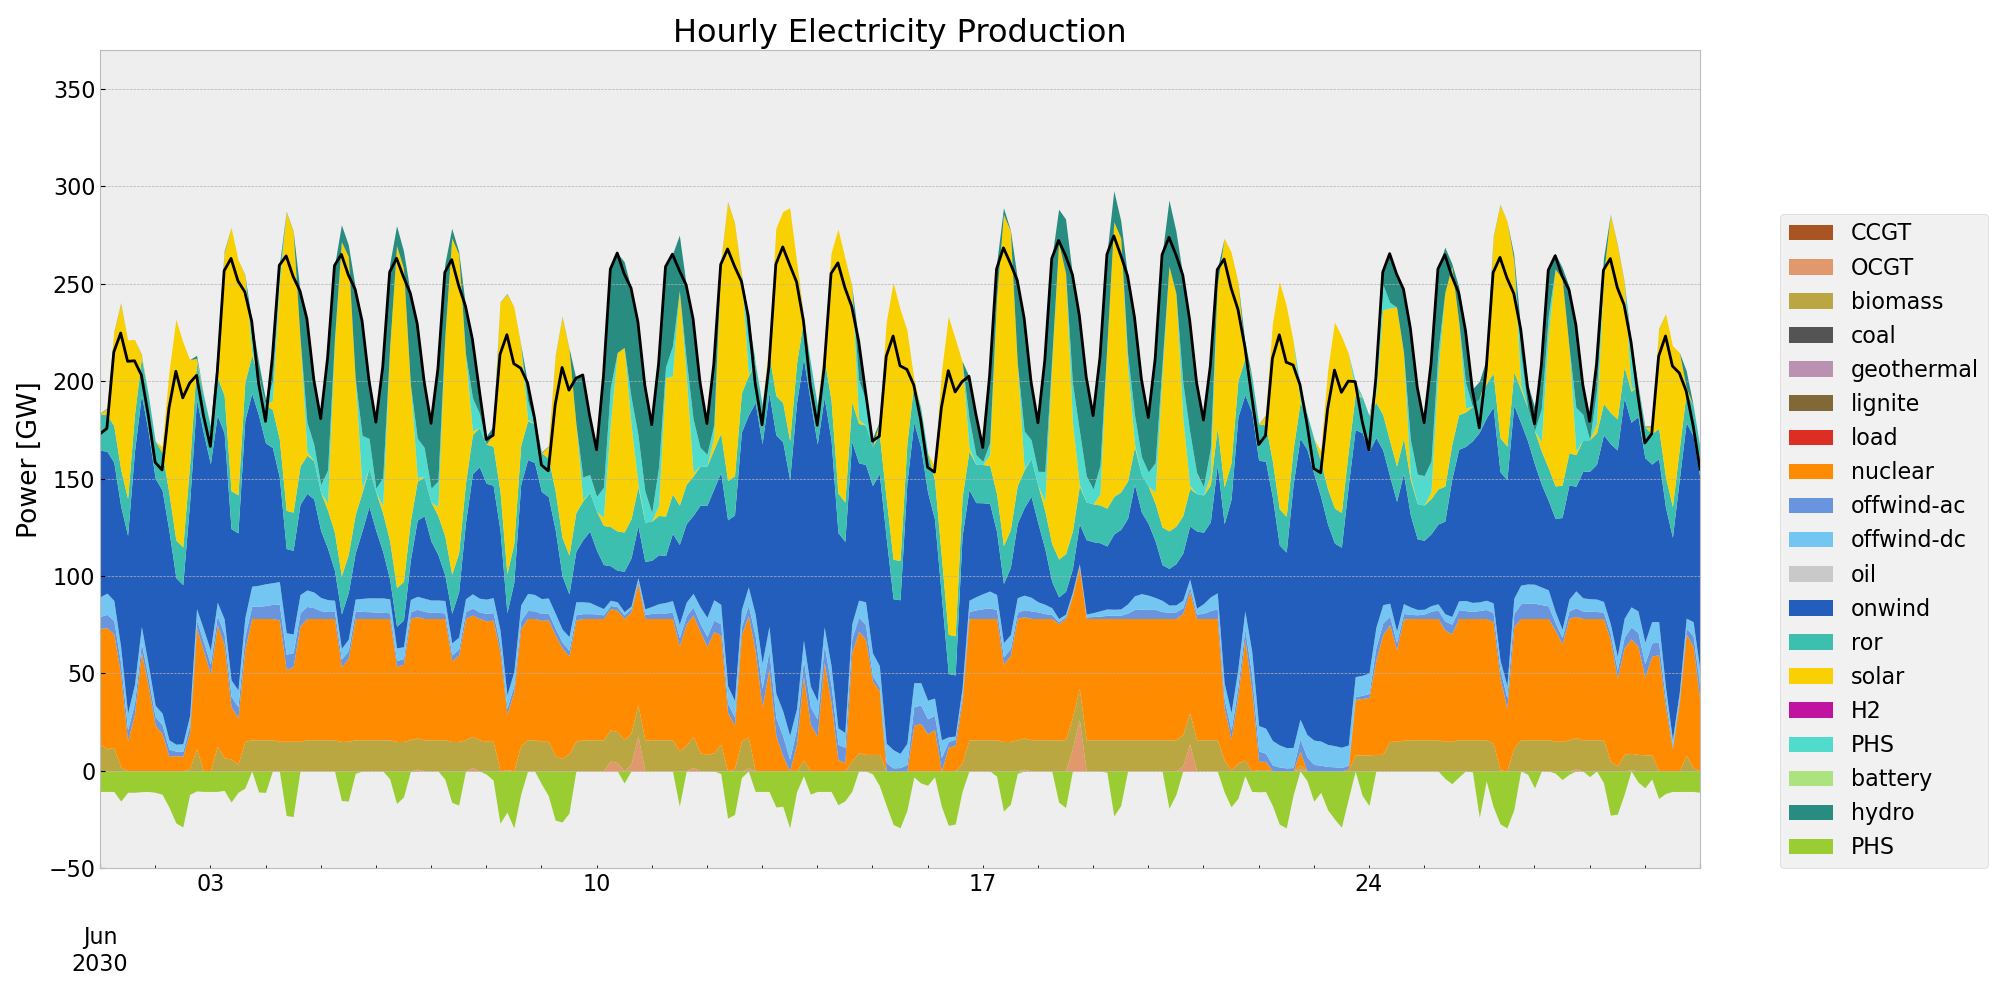 Hourly Electricity Production
Power [GW]
350
300
250
200
150
100
50
0
−50
03
10
17
24
Jun
2030
CCGT
OCGT
biomass
coal
geothermal
lignite
load
nuclear
offwind-ac
offwind-dc
oil
onwind
ror
solar
H2
PHS
battery
hydro
PHS